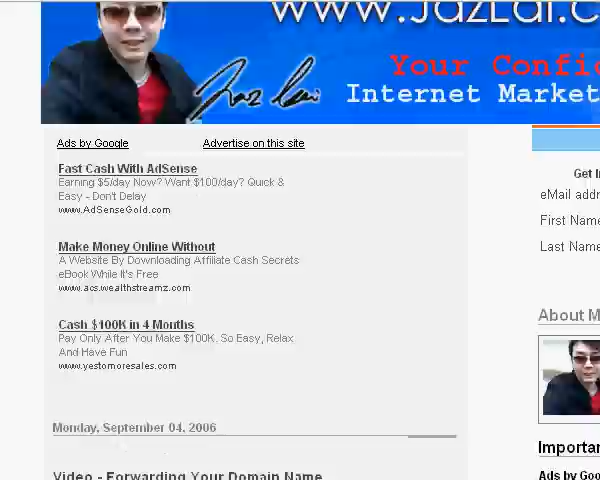 www.JazLai.c
Your Confid
Jaz Lai
Internet Market
Ads by Google
Advertise on this site
Fast Cash With AdSense
Earning $5/day Now? Want $100/day? Quick &
Easy - Don't Delay
www.AdSenseGold.com
Make Money Online Without
A Website By Downloading Affiliate Cash Secrets
eBook While It's Free
www.acs.wealthstreamz.com
Cash $100K in 4 Months
Pay Only After You Make $100K. So Easy, Relax
And Have Fun
www.yestomoresales.com
Monday, September 04, 2006
Video - Forwarding Your Domain Name
Get I
eMail addr
First Name
Last Name
About M
Importan
Ads by Goo